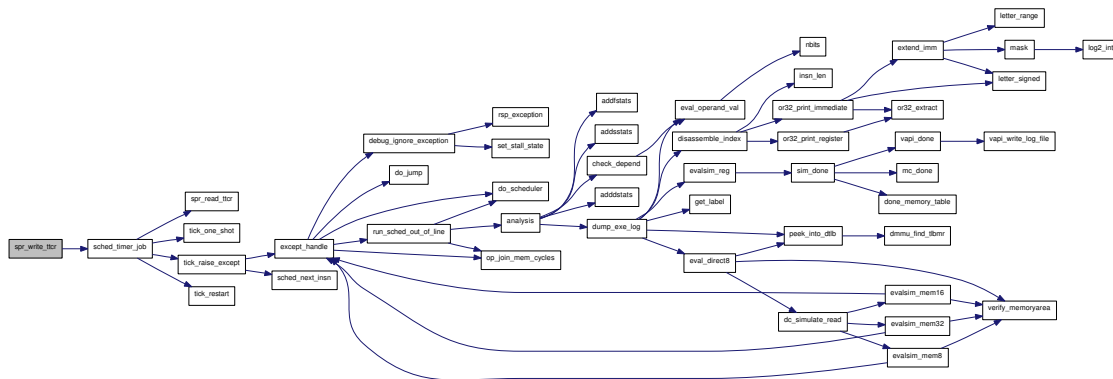 spr_write_ttcr
sched_timer_job
spr_read_ttcr
tick_one_shot
tick_raise_except
tick_restart
except_handle
sched_next_insn
debug_ignore_exception
do_jump
run_sched_out_of_line
rsp_exception
set_stall_state
do_scheduler
op_join_mem_cycles
analysis
addfstats
addsstats
check_depend
adddstats
dump_exe_log
eval_operand_val
disassemble_index
evalsim_reg
get_label
eval_direct8
nbits
insn_len
or32_print_immediate
or32_print_register
sim_done
peek_into_dtlb
dc_simulate_read
extend_imm
or32_extract
vapi_done
mc_done
done_memory_table
dmmu_find_tlbmr
evalsim_mem16
evalsim_mem32
evalsim_mem8
letter_range
mask
letter_signed
vapi_write_log_file
verify_memoryarea
log2_int